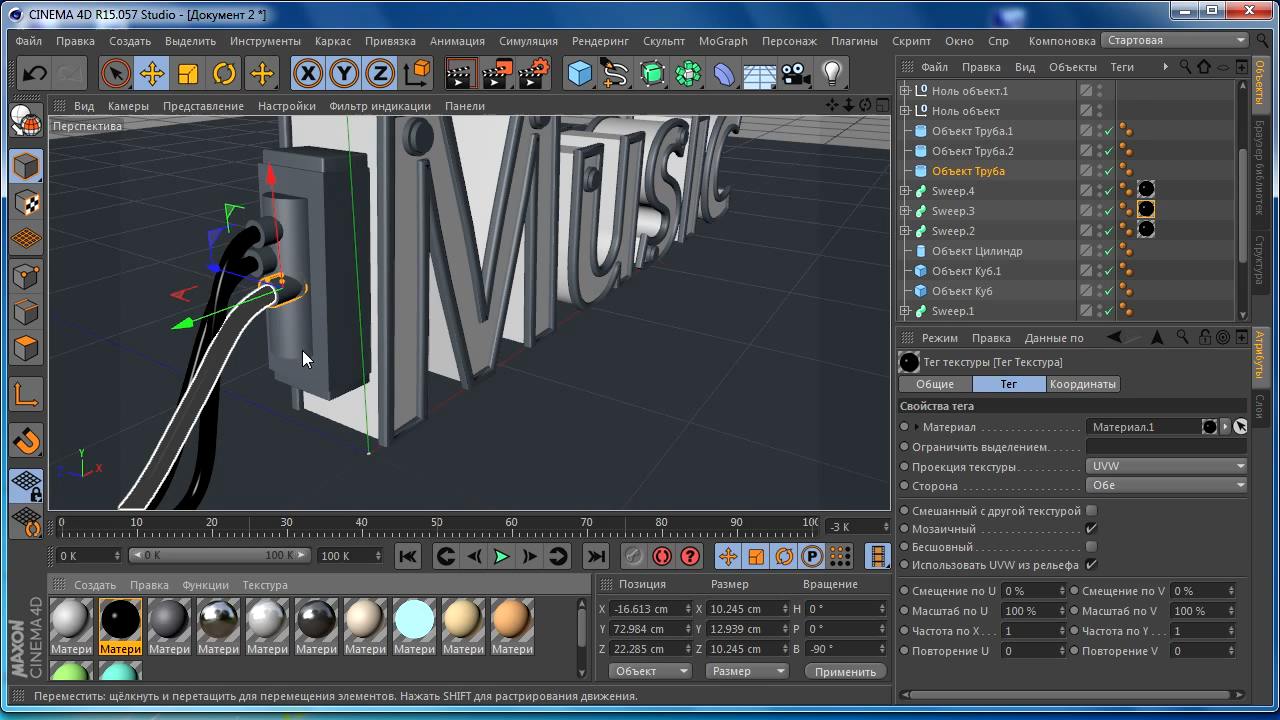 CINEMA 4D R15.057 Studio - [Документ 2 *]
Файл Правка Создать Выделить Инструменты Каркас Привязка Анимация Симуляция Рендеринг Скульпт MoGraph Персонаж Плагины Скрипт Окно Спр Компоновка Стартовая
X Y Z
Файл Правка Вид Объекты Теги
Объекты
Браузер библиотек
Структура
Вид Камеры Представление Настройки Фильтр индикации Панели
Перспектива
Music
Ноль объект.1
Ноль объект
Объект Труба.1
Объект Труба.2
Объект Труба
Sweep.4
Sweep.3
Sweep.2
Объект Цилиндр
Объект Куб.1
Объект Куб
Sweep.1
Y
Z X
Режим Правка Данные по
Атрибуты
Слои
Тег текстуры [Тег Текстура]
Общие Тег Координаты
Свойства тега
Материал Материал.1
Ограничить выделением
Проекция текстуры UVW
Сторона Обе
Смешанный с другой текстурой
Мозаичный
Бесшовный
Использовать UVW из рельефа
Смещение по U 0 % Смещение по V 0 %
Масштаб по U 100 % Масштаб по V 100 %
Частота по X 1 Частота по Y 1
Повторение U 0 Повторение V 0
0 10 20 30 40 50 60 70 80 90 100 -3 K
0 K 0 K 100 K 100 K
P
Создать Правка Функции Текстура
Матери Матери Матери Матери Матери Матери Матери Матери Матери Матери
MAXON
CINEMA 4D
Позиция Размер Вращение
X -16.613 cm X 10.245 cm H 0 °
Y 72.984 cm Y 12.939 cm P 0 °
Z 22.285 cm Z 10.245 cm B -90 °
Объект Размер Применить
Переместить: щёлкнуть и перетащить для перемещения элементов. Нажать SHIFT для растрирования движения.